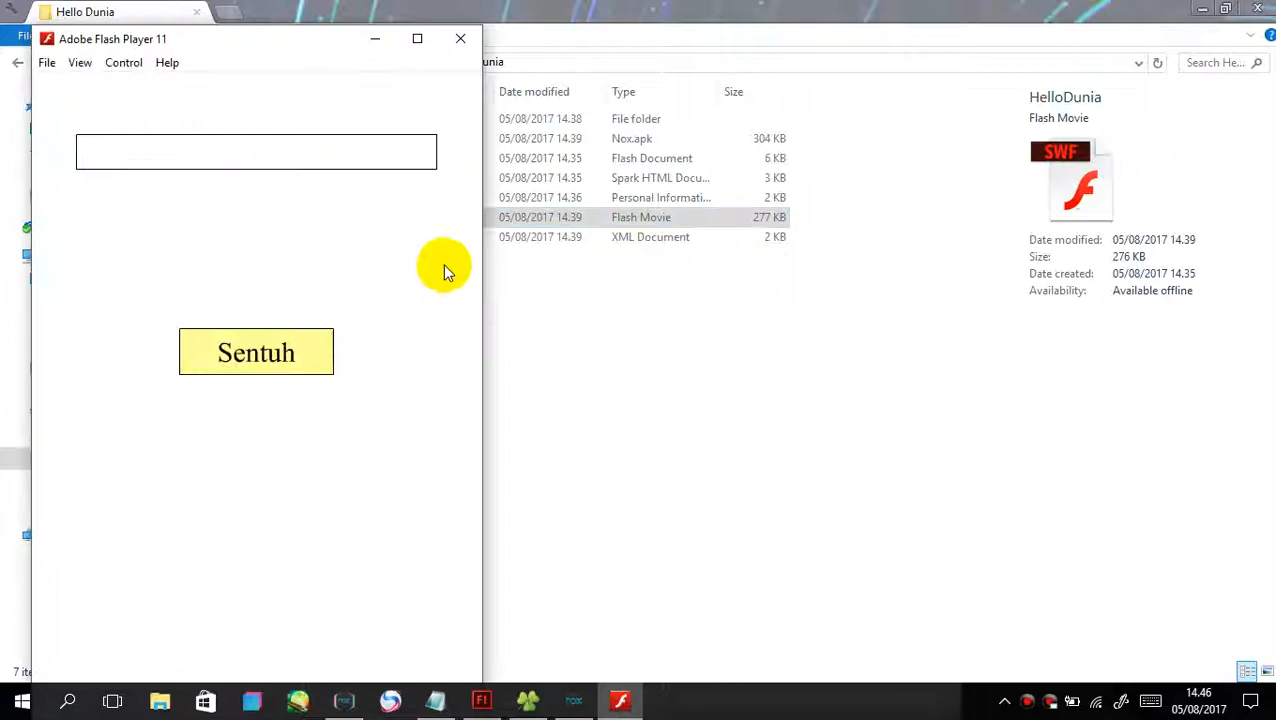 Hello Dunia
Adobe Flash Player 11
File View Control Help
Sentuh
unia
Search He...
Date modified Type Size
05/08/2017 14.38 File folder
05/08/2017 14.39 Nox.apk 304 KB
05/08/2017 14.35 Flash Document 6 KB
05/08/2017 14.35 Spark HTML Docu... 3 KB
05/08/2017 14.36 Personal Informati... 2 KB
05/08/2017 14.39 Flash Movie 277 KB
05/08/2017 14.39 XML Document 2 KB
HelloDunia
Flash Movie
SWF
Date modified: 05/08/2017 14.39
Size: 276 KB
Date created: 05/08/2017 14.35
Availability: Available offline
7 ite
nox
14.46
05/08/2017